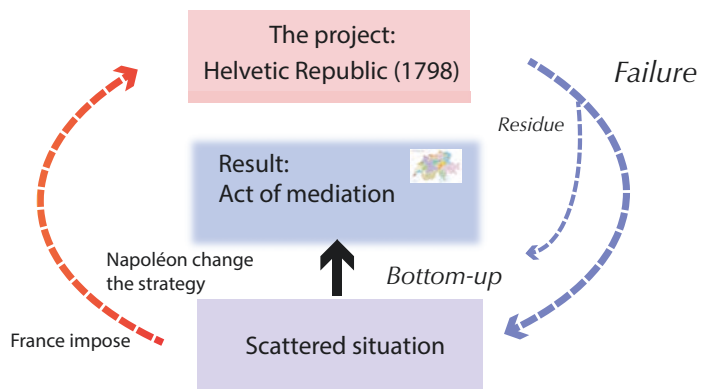 The project:
Helvetic Republic (1798)
Failure
Residue
Result:
Act of mediation
Napoléon change
the strategy
Bottom-up
France impose
Scattered situation